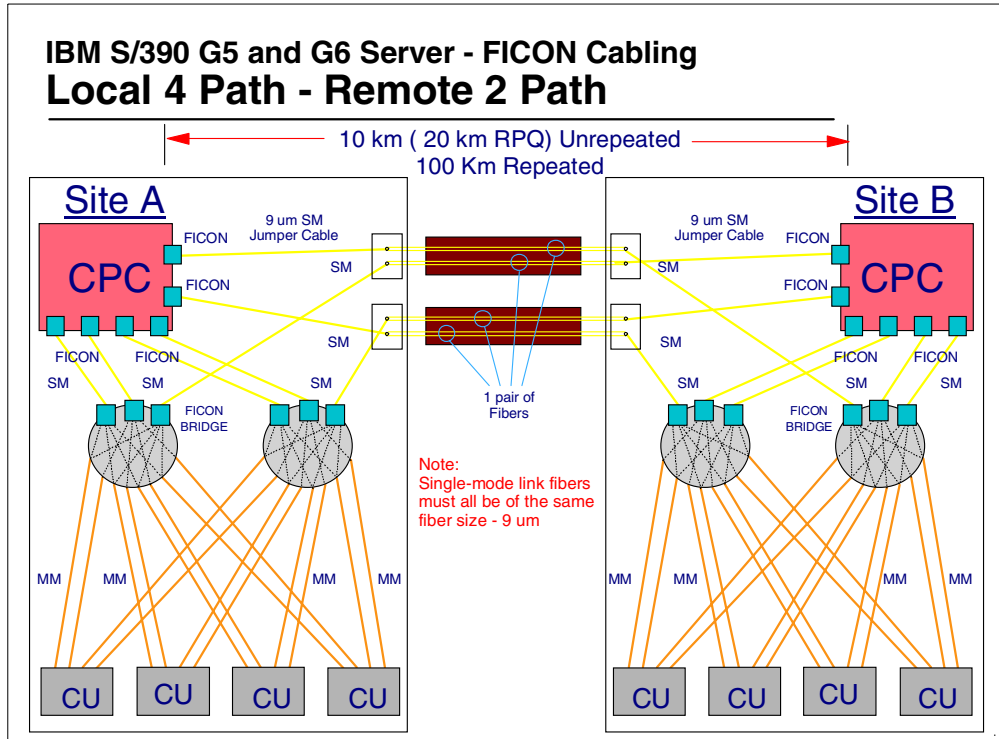 IBM S/390 G5 and G6 Server - FICON Cabling
Local 4 Path - Remote 2 Path
10 km ( 20 km RPQ) Unrepeated
100 Km Repeated
Site A
Site B
9 um SM
Jumper Cable
9 um SM
Jumper Cable
FICON
FICON
CPC
CPC
SM
SM
FICON
FICON
FICON
FICON
FICON
FICON
SM
SM
SM
SM
SM
SM
SM
SM
1 pair of
Fibers
FICON
BRIDGE
FICON
BRIDGE
Note:
Single-mode link fibers
must all be of the same
fiber size - 9 um
MM
MM
MM
MM
MM
MM
MM
MM
CU
CU
CU
CU
CU
CU
CU
CU